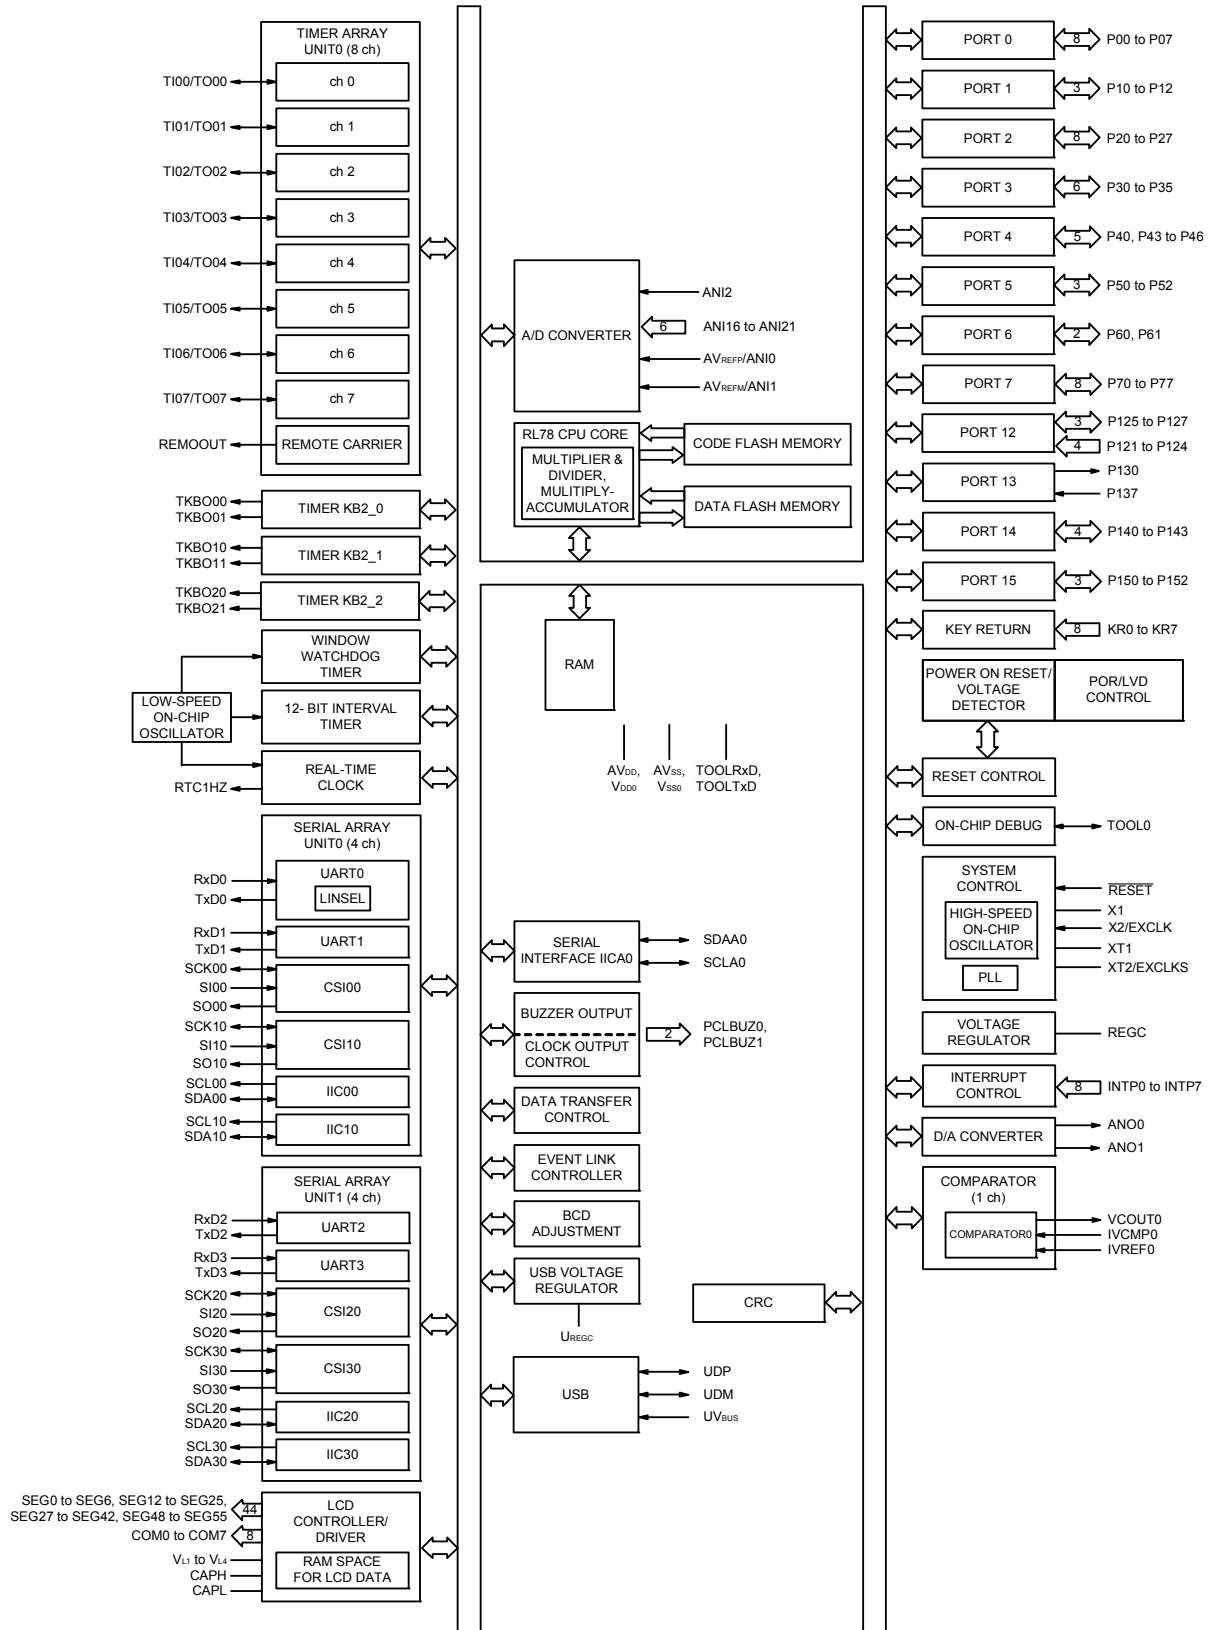 TIMER ARRAY
UNIT0 (8 ch)
TI00/TO00
ch 0
TI01/TO01
ch 1
TI02/TO02
ch 2
TI03/TO03
ch 3
TI04/TO04
ch 4
TI05/TO05
ch 5
TI06/TO06
ch 6
TI07/TO07
ch 7
REMOOUT
REMOTE CARRIER
TKBO00
TKBO01
TIMER KB2_0
TKBO10
TKBO11
TIMER KB2_1
TKBO20
TKBO21
TIMER KB2_2
WINDOW
WATCHDOG
TIMER
LOW-SPEED
ON-CHIP
OSCILLATOR
12- BIT INTERVAL
TIMER
REAL-TIME
CLOCK
RTC1HZ
SERIAL ARRAY
UNIT0 (4 ch)
RxD0
TxD0
UART0
LINSEL
RxD1
TxD1
UART1
SCK00
SI00
SO00
CSI00
SCK10
SI10
SO10
CSI10
SCL00
SDA00
IIC00
SCL10
SDA10
IIC10
SERIAL ARRAY
UNIT1 (4 ch)
RxD2
TxD2
UART2
RxD3
TxD3
UART3
SCK20
SI20
SO20
CSI20
SCK30
SI30
SO30
CSI30
SCL20
SDA20
IIC20
SCL30
SDA30
IIC30
SEG0 to SEG6, SEG12 to SEG25,
SEG27 to SEG42, SEG48 to SEG55
44
COM0 to COM7
8
VL1 to VL4
CAPH
CAPL
LCD
CONTROLLER/
DRIVER
RAM SPACE
FOR LCD DATA
A/D CONVERTER
ANI2
6
ANI16 to ANI21
AVREFP/ANI0
AVREFM/ANI1
RL78 CPU CORE
MULTIPLIER &
DIVIDER,
MULITIPLY-
ACCUMULATOR
CODE FLASH MEMORY
DATA FLASH MEMORY
RAM
AVDD,
VDD0
AVSS,
VSS0
TOOLRxD,
TOOLTxD
SERIAL
INTERFACE IICA0
SDAA0
SCLA0
BUZZER OUTPUT
CLOCK OUTPUT
CONTROL
2
PCLBUZ0,
PCLBUZ1
DATA TRANSFER
CONTROL
EVENT LINK
CONTROLLER
BCD
ADJUSTMENT
USB VOLTAGE
REGULATOR
UREGC
CRC
USB
UDP
UDM
UVBUS
PORT 0
8
P00 to P07
PORT 1
3
P10 to P12
PORT 2
8
P20 to P27
PORT 3
6
P30 to P35
PORT 4
5
P40, P43 to P46
PORT 5
3
P50 to P52
PORT 6
2
P60, P61
PORT 7
8
P70 to P77
PORT 12
3
P125 to P127
4
P121 to P124
PORT 13
P130
P137
PORT 14
4
P140 to P143
PORT 15
3
P150 to P152
KEY RETURN
8
KR0 to KR7
POWER ON RESET/
VOLTAGE
DETECTOR
POR/LVD
CONTROL
RESET CONTROL
ON-CHIP DEBUG
TOOL0
SYSTEM
CONTROL
HIGH-SPEED
ON-CHIP
OSCILLATOR
PLL
RESET
X1
X2/EXCLK
XT1
XT2/EXCLKS
VOLTAGE
REGULATOR
REGC
INTERRUPT
CONTROL
8
INTP0 to INTP7
D/A CONVERTER
ANO0
ANO1
COMPARATOR
(1 ch)
COMPARATOR0
VCOUT0
IVCMP0
IVREF0